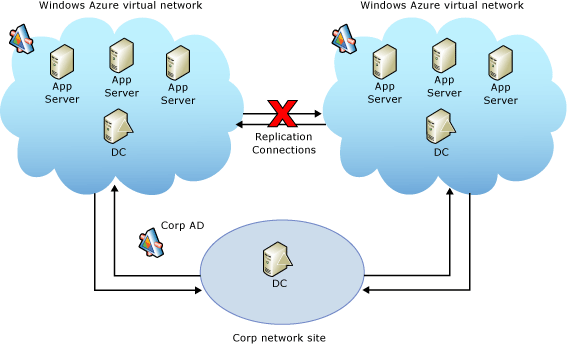 Windows Azure virtual network
Windows Azure virtual network
App
Server
App
Server
App
Server
DC
App
Server
App
Server
App
Server
DC
Replication
Connections
Corp AD
DC
Corp network site